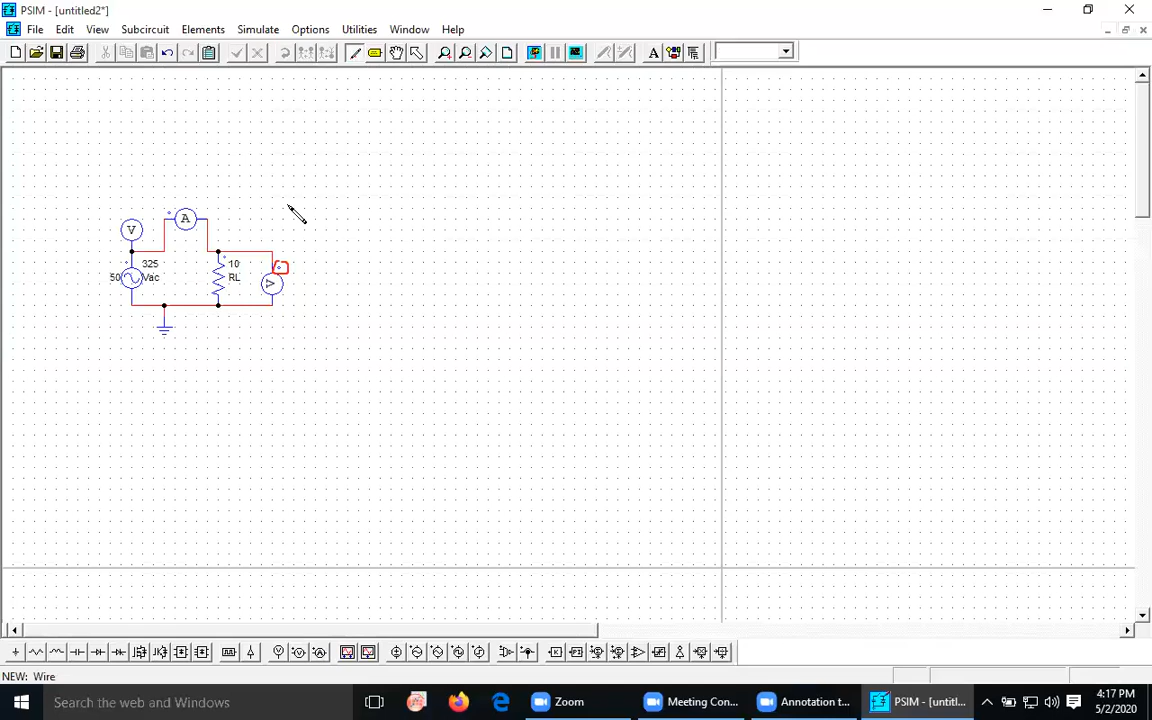 PSIM - [untitled2*]
File Edit View Subcircuit Elements Simulate Options Utilities Window Help
A
V A
325
10
50 Vac
RL
V
NEW: Wire
Search the web and Windows
Zoom
Meeting Con...
Annotation t...
PSIM - [untitl...
4:17 PM
5/2/2020